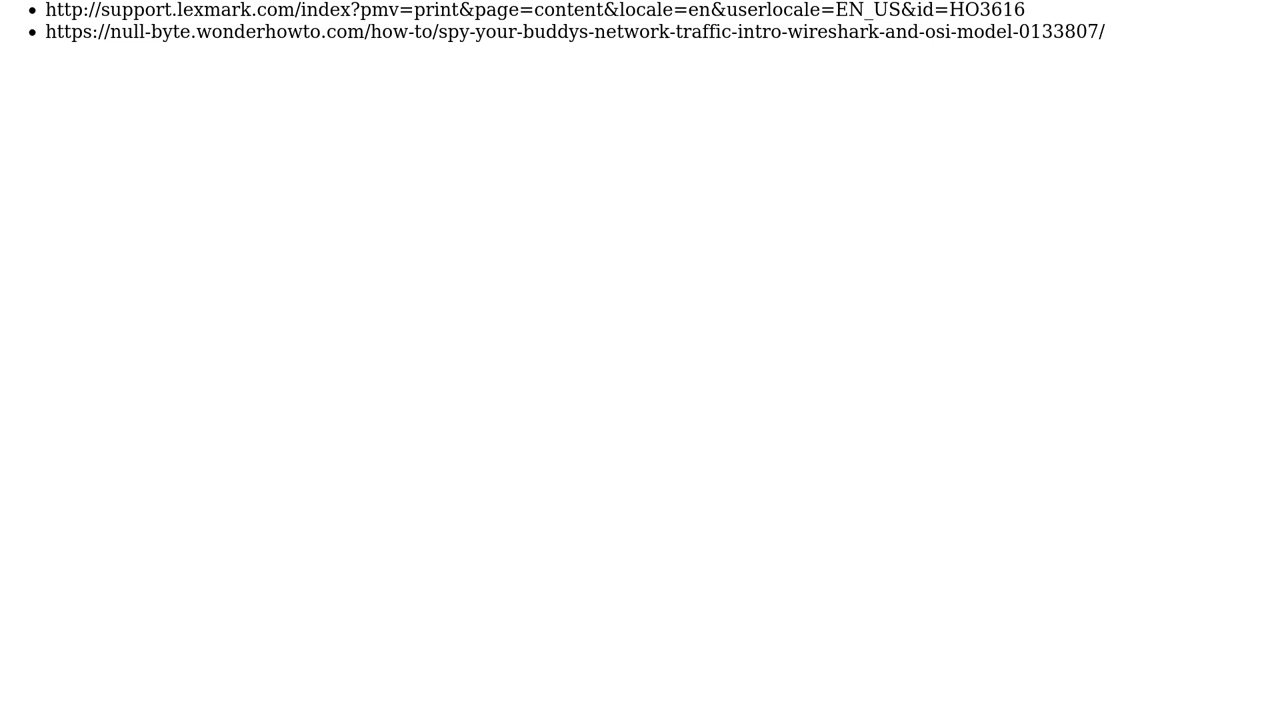 • http://support.lexmark.com/index?pmv=print&page=content&locale=en&userlocale=EN_US&id=HO3616
• https://null-byte.wonderhowto.com/how-to/spy-your-buddys-network-traffic-intro-wireshark-and-osi-model-0133807/